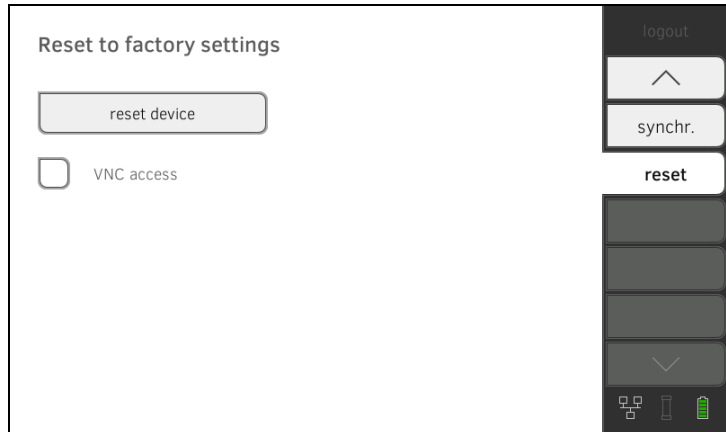 Reset to factory settings
logout
reset device
synchr.
VNC access
reset